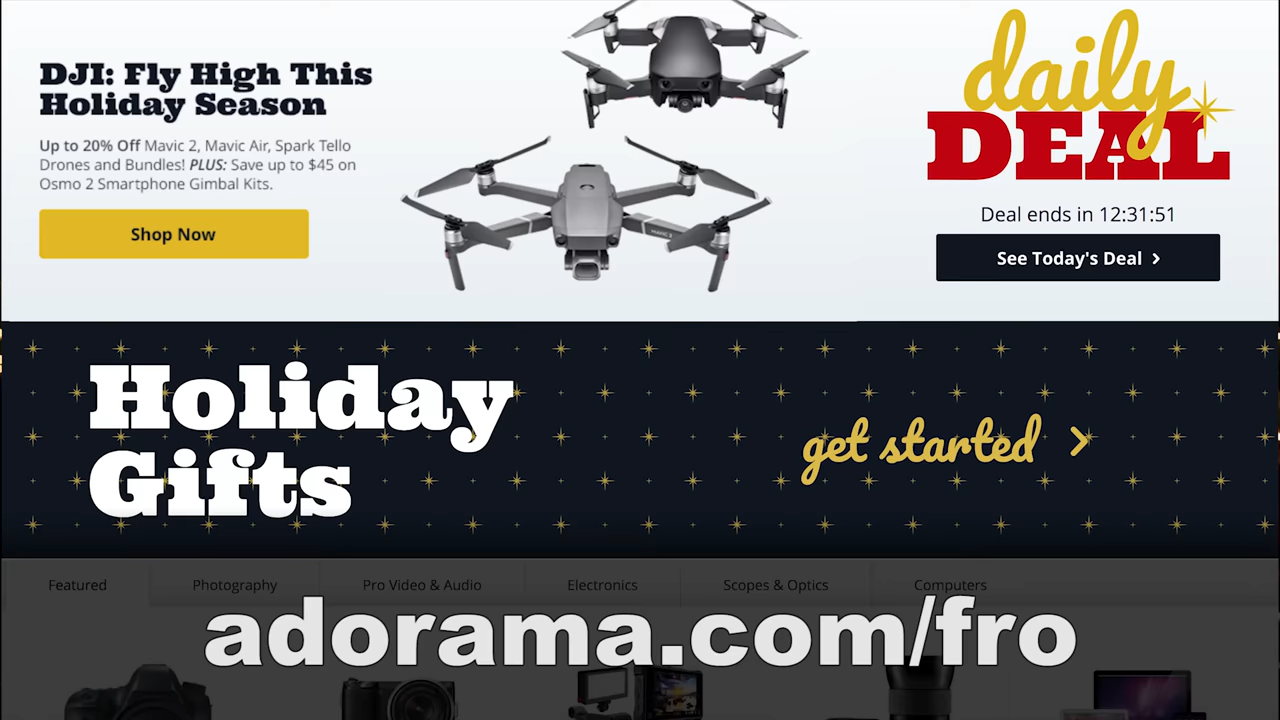 DJI: Fly High This
Holiday Season
Up to 20% Off Mavic 2, Mavic Air, Spark Tello
Drones and Bundles! PLUS: Save up to $45 on
Osmo 2 Smartphone Gimbal Kits.
Shop Now
MAVIC 2
daily
DEAL
Deal ends in 12:31:51
See Today's Deal
Holiday
Gifts
get started
Featured
Photography
Pro Video & Audio
Electronics
Scopes & Optics
Computers
adorama.com/fro